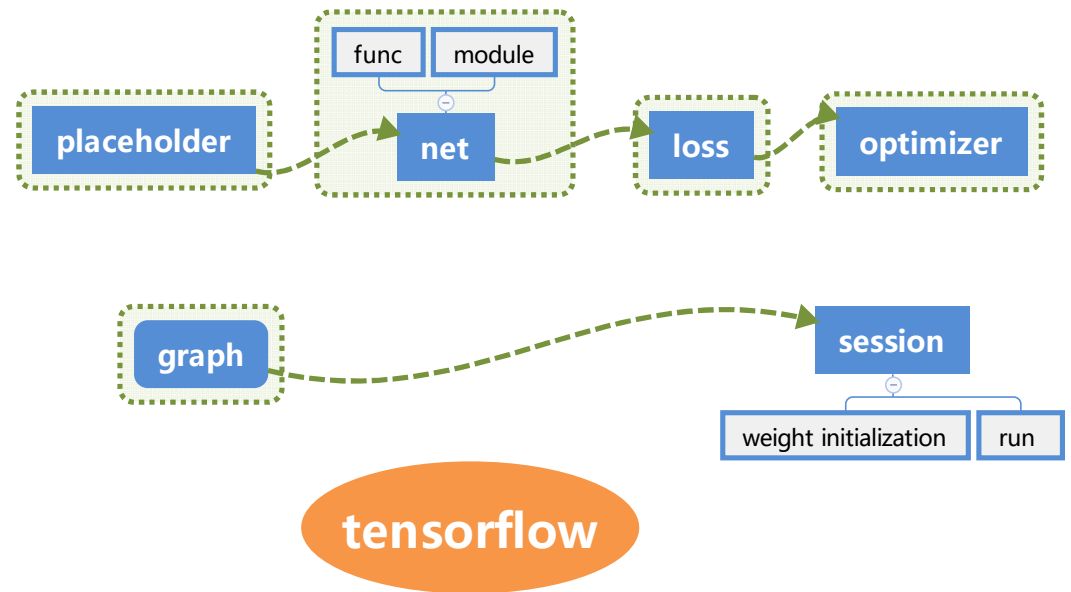 func
module
placeholder
net
loss
optimizer
graph
session
weight initialization
run
tensorflow